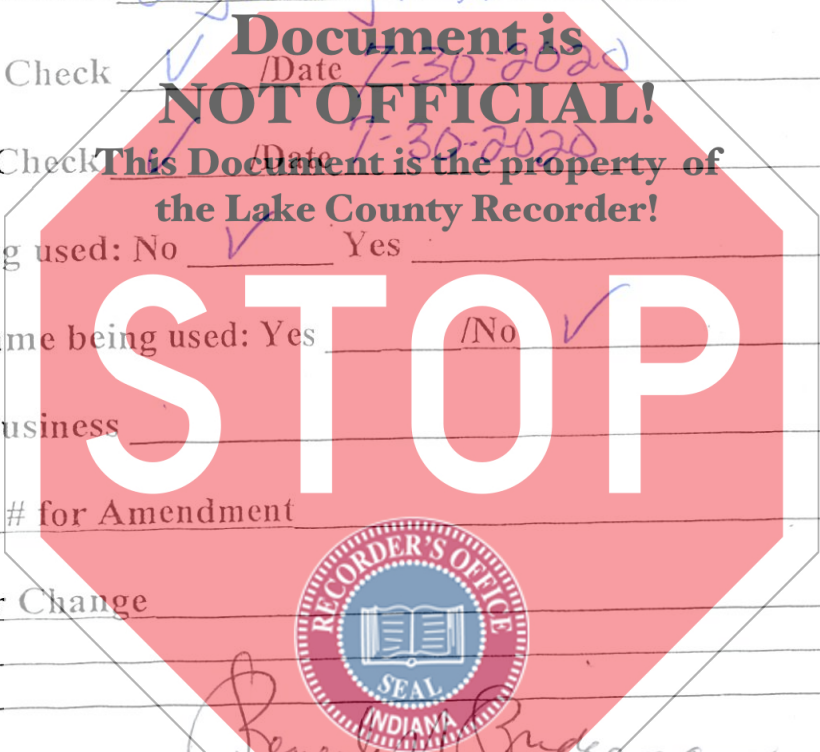 Document is
Check ✓ /Date 7-30-2020
NOT OFFICIAL!
Check ✓ /Date 7-30-2020
This Document is the property of
the Lake County Recorder!
g used: No ✓ Yes
me being used: Yes /No ✓
STOP
usiness
# for Amendment
Change
RECORDER'S OFFICE
SEAL
INDIANA